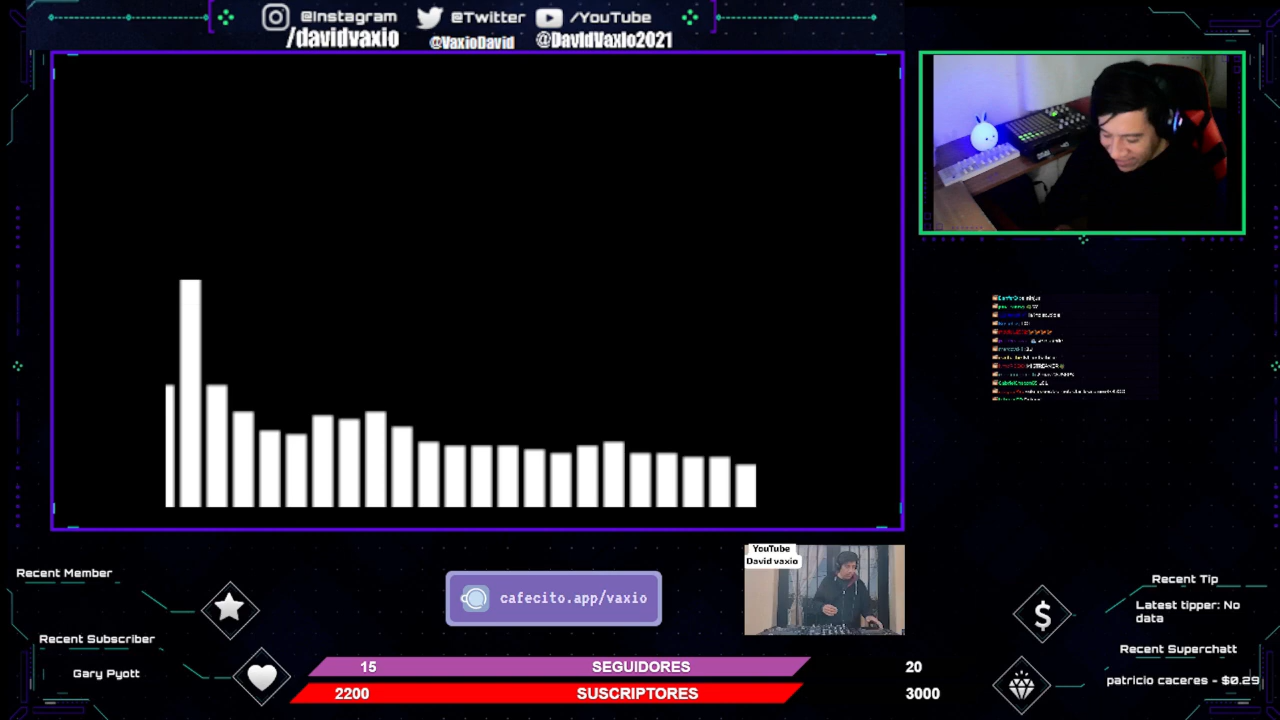 @Instagram
/davidvaxio
@Twitter
@VaxioDavid
/YouTube
@DavidVaxio2021
YouTube
David vaxio
cafecito.app/vaxio
Recent Member
Recent Subscriber
Gary Pyott
15 SEGUIDORES 20
2200 SUSCRIPTORES 3000
Recent Tip
Latest tipper: No
data
Recent Superchatt
patricio caceres - $0.29